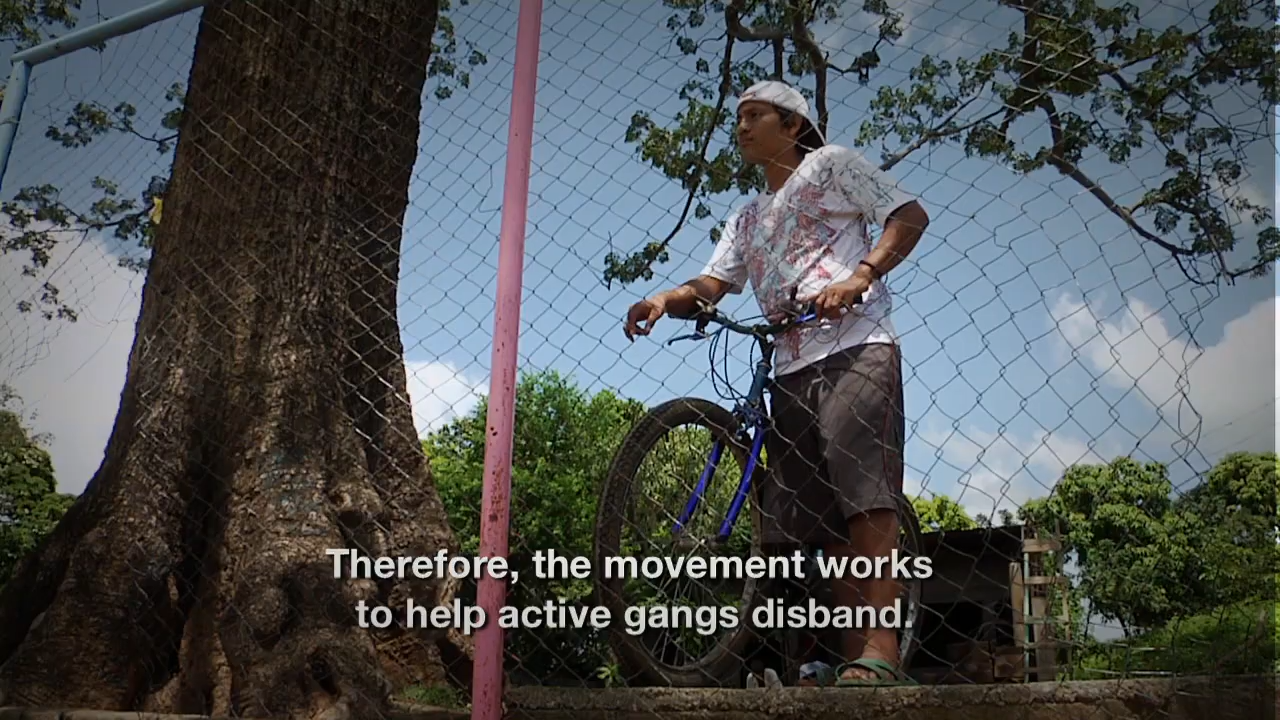 Therefore, the movement works
to help active gangs disband.